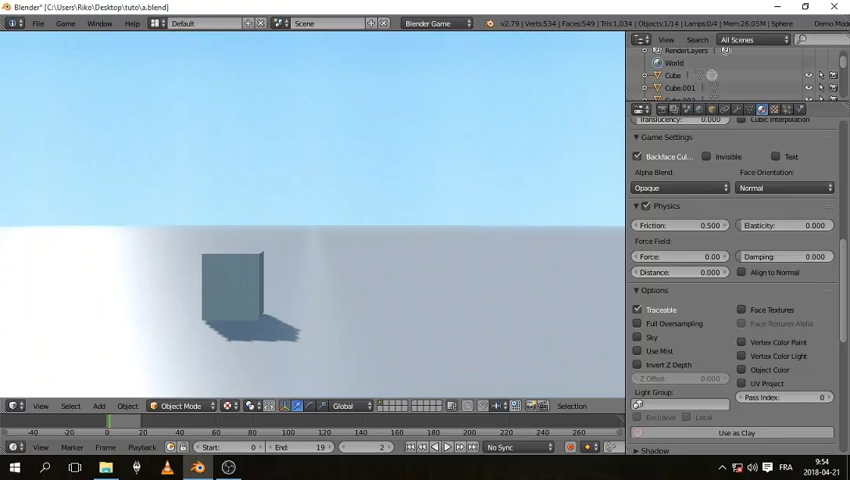 Blender* [C:\Users\Riks\Desktop\tuto\a.blend]
File Game Window Help Default Scene Blender Game v2.79 | Verts:534 | Faces:549 | Tris:1,034 | Objects:1/14 | Lamps:0/4 | Mem:26.05M | Sphere Demo Mo
View Search All Scenes
RenderLayers
World
Cube
Cube.001
Translucency: 0.000 Cubic Interpolation
Game Settings
Backface Cul... Invisible Text
Alpha Blend: Face Orientation:
Opaque Normal
Physics
Friction: 0.500 Elasticity: 0.000
Force Field:
Force: 0.00 Damping: 0.000
Distance: 0.000 Align to Normal
Options
Traceable Face Textures
Full Oversampling Face Textures Alpha
Sky Vertex Color Paint
Use Mist Vertex Color Light
Invert Z Depth Object Color
Z Offset: 0.000 UV Project
Light Group: Pass Index: 0
Exclusive Local
Use as Clay
Shadow
View Select Add Object Object Mode Global Selection
-40 -20 0 20 40 60 80 100 120 140 160 180 200 220 240 260 280
View Marker Frame Playback Start: 0 End: 19 2 No Sync
FRA
9:54
2018-04-21